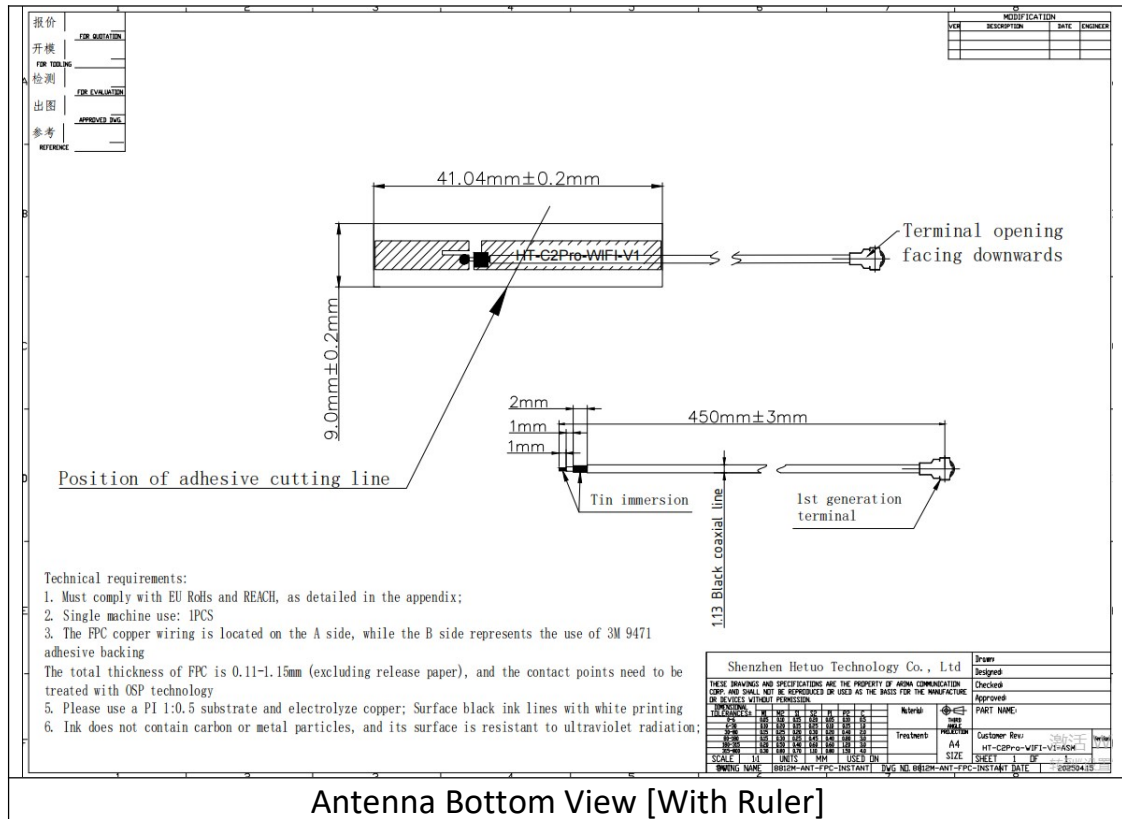 报价
FOR QUOTATION
开模
FOR TOOLING
检测
FOR EVALUATION
出图
APPROVED DWG.
参考
REFERENCE
MODIFICATION
VER DESCRIPTION DATE ENGINEER
41.04mm±0.2mm
9.0mm±0.2mm
HT-C2Pro-WIFI-V1
Terminal opening
facing downwards
Position of adhesive cutting line
2mm
1mm
1mm
450mm±3mm
Tin immersion
1.13 Black coaxial line
1st generation
terminal
Technical requirements:
1. Must comply with EU RoHs and REACH, as detailed in the appendix;
2. Single machine use: 1PCS
3. The FPC copper wiring is located on the A side, while the B side represents the use of 3M 9471
adhesive backing
The total thickness of FPC is 0.11-1.15mm (excluding release paper), and the contact points need to be
treated with OSP technology
5. Please use a PI 1:0.5 substrate and electrolyze copper; Surface black ink lines with white printing
6. Ink does not contain carbon or metal particles, and its surface is resistant to ultraviolet radiation;
Shenzhen Hetuo Technology Co., Ltd
THESE DRAWINGS AND SPECIFICATIONS ARE THE PROPERTY OF ARIMA COMMUNICATION
CORP. AND SHALL NOT BE REPRODUCED OR USED AS THE BASIS FOR THE MANUFACTURE
OR DEVICES WITHOUT PERMISSION.
Drawn:
Designed:
Checked:
Approved:
DIMENSIONAL
TOLERANCES±
Material:
Treatment:
THIRD
ANGLE
PROJECTION
A4
SIZE
PART NAME:
Customer Rev:
HT-C2Pro-WIFI-V1-ASM
SCALE 1:1 UNITS MM USED ON
SHEET 1 OF
DRAWING NAME 8812M-ANT-FPC-INSTANT DWG NO. 8812M-ANT-FPC-INSTANT DATE 20250415
激活
Antenna Bottom View [With Ruler]